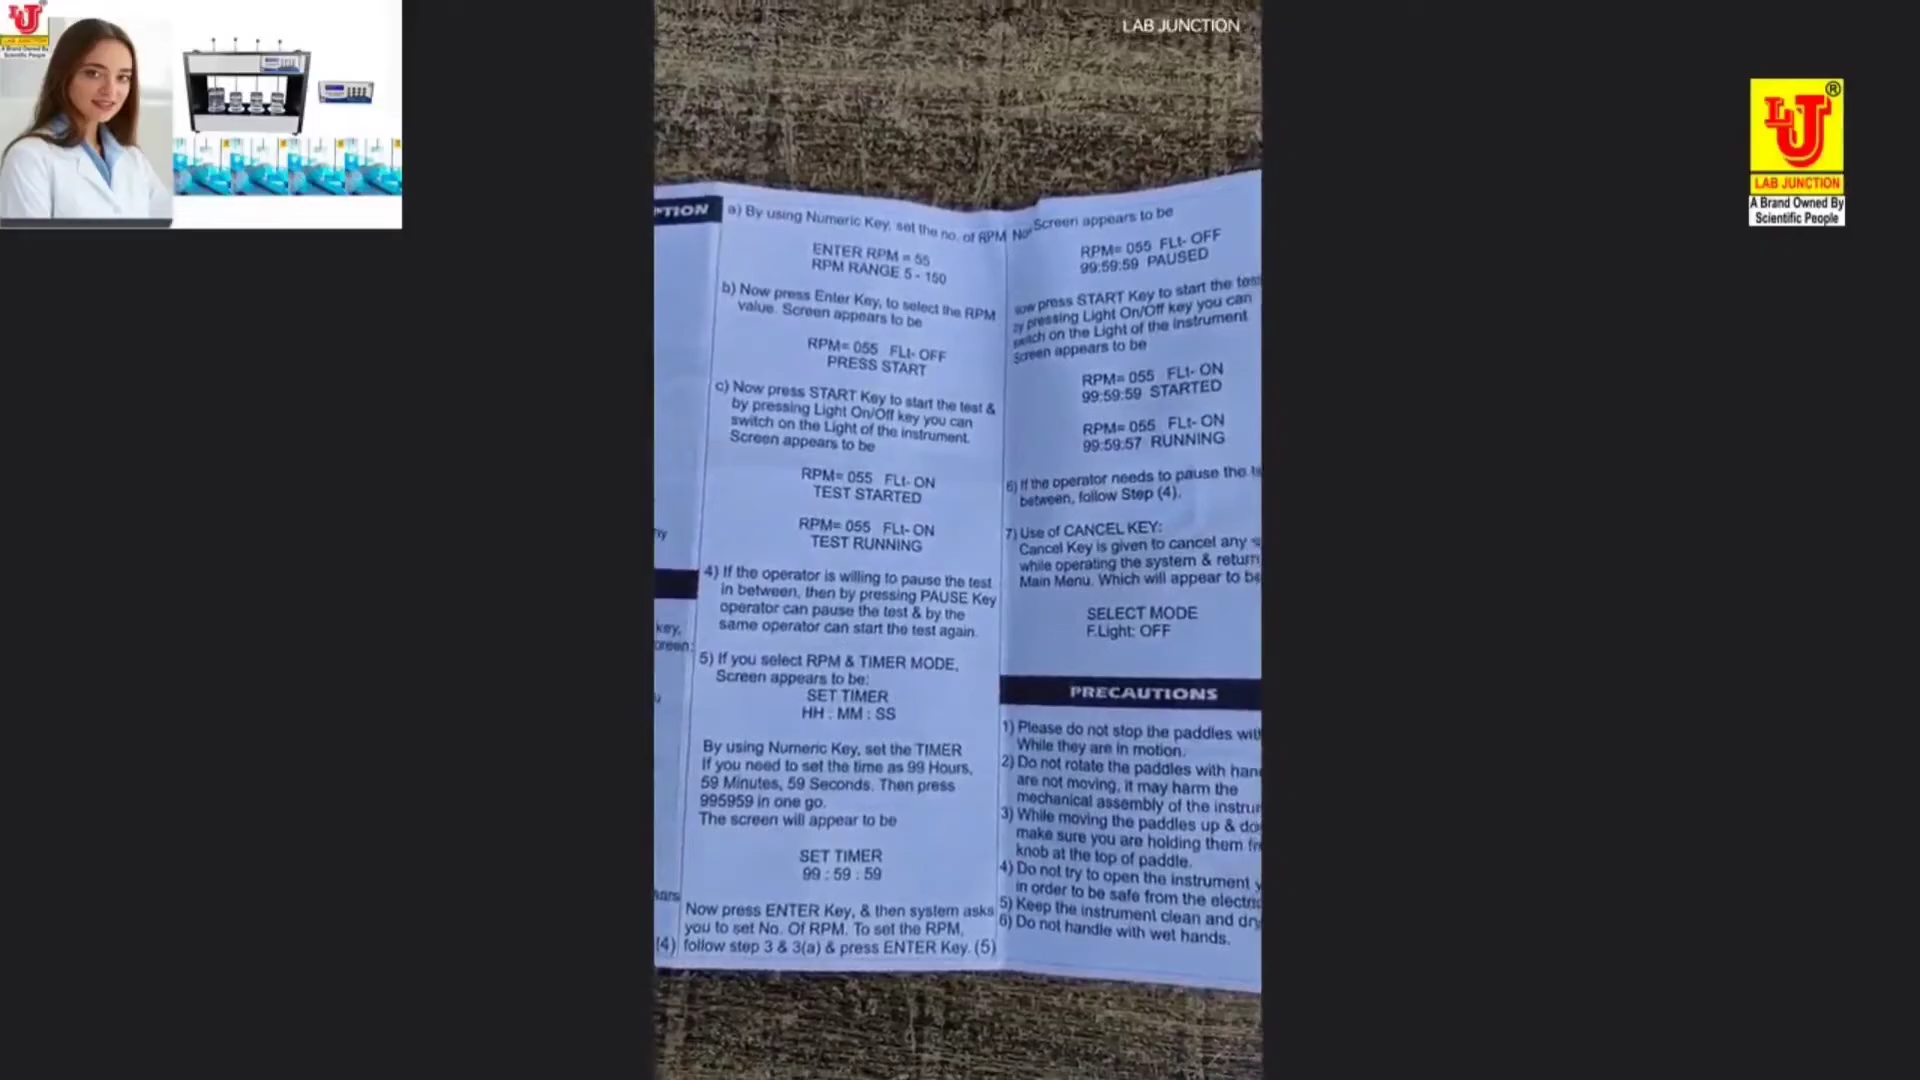 LAB JUNCTION
LJ
LAB JUNCTION
A Brand Owned By
Scientific People
LJ
®
LAB JUNCTION
A Brand Owned By
Scientific People
PTION
key,
(4)
a) By using Numeric Key, set the no. of RPM
ENTER RPM = 55
RPM RANGE 5 - 150
b) Now press Enter Key, to select the RPM
value. Screen appears to be
RPM= 055 FLt- OFF
PRESS START
c) Now press START Key to start the test &
by pressing Light On/Off key you can
switch on the Light of the instrument.
Screen appears to be
RPM= 055 FLt- ON
TEST STARTED
RPM= 055 FLt- ON
TEST RUNNING
4) If the operator is willing to pause the test
in between, then by pressing PAUSE Key
operator can pause the test & by the
same operator can start the test again.
5) If you select RPM & TIMER MODE,
Screen appears to be:
SET TIMER
HH : MM : SS
By using Numeric Key, set the TIMER
If you need to set the time as 99 Hours,
59 Minutes, 59 Seconds. Then press
995959 in one go.
The screen will appear to be
SET TIMER
99 : 59 : 59
Now press ENTER Key, & then system asks
you to set No. Of RPM. To set the RPM,
follow step 3 & 3(a) & press ENTER Key. (5)
Screen appears to be
RPM= 055 FLt- OFF
99:59:59 PAUSED
press START Key to start the
pressing Light On/Off key you can
switch on the Light of the instrument
Screen appears to be
RPM= 055 FLt- ON
99:59:59 STARTED
RPM= 055 FLt- ON
99:59:57 RUNNING
6) If the operator needs to pause the
between, follow Step (4).
7) Use of CANCEL KEY:
Cancel Key is given to cancel any
while operating the system & return
Main Menu. Which will appear to be
SELECT MODE
F.Light: OFF
PRECAUTIONS
1) Please do not stop the paddles
While they are in motion.
2) Do not rotate the paddles with
are not moving, it may harm the
mechanical assembly of the
3) While moving the paddles up &
make sure you are holding them
knob at the top of paddle.
4) Do not try to open the instrument
in order to be safe from the
5) Keep the instrument clean and
6) Do not handle with wet hands.